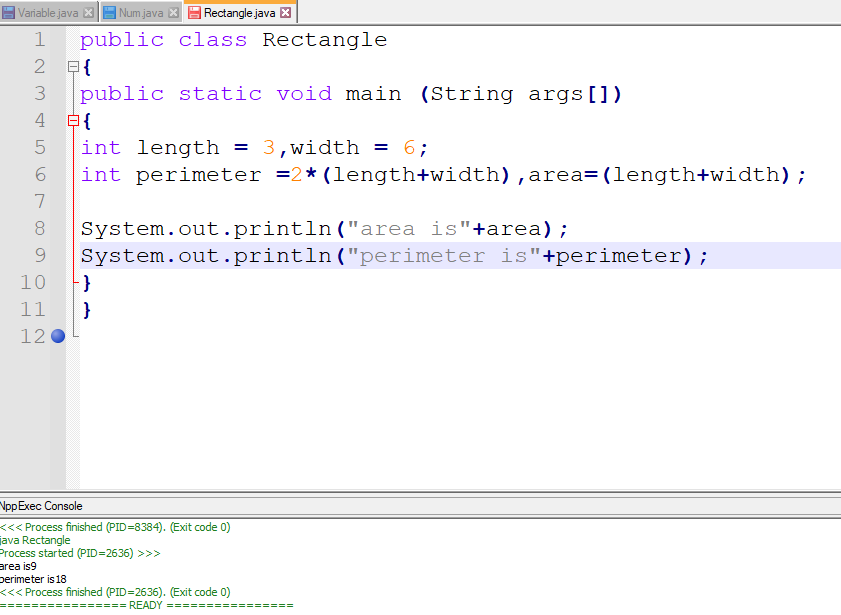 Variable.java Num.java Rectangle.java
1 public class Rectangle
2 {
3 public static void main (String args[])
4 {
5 int length = 3,width = 6;
6 int perimeter =2*(length+width),area=(length+width);
7
8 System.out.println("area is"+area);
9 System.out.println("perimeter is"+perimeter);
10 }
11 }
12
NppExec Console
<<< Process finished (PID=8384). (Exit code 0)
java Rectangle
Process started (PID=2636) >>>
area is9
perimeter is18
<<< Process finished (PID=2636). (Exit code 0)
================ READY ================